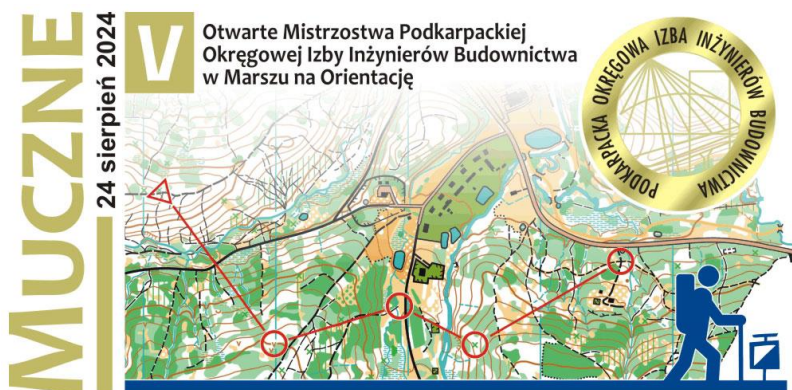 MUCZNE
24 sierpień 2024
V
Otwarte Mistrzostwa Podkarpackiej
Okręgowej Izby Inżynierów Budownictwa
w Marszu na Orientację
PODKARPACKA OKRĘGOWA IZBA INŻYNIERÓW BUDOWNICTWA